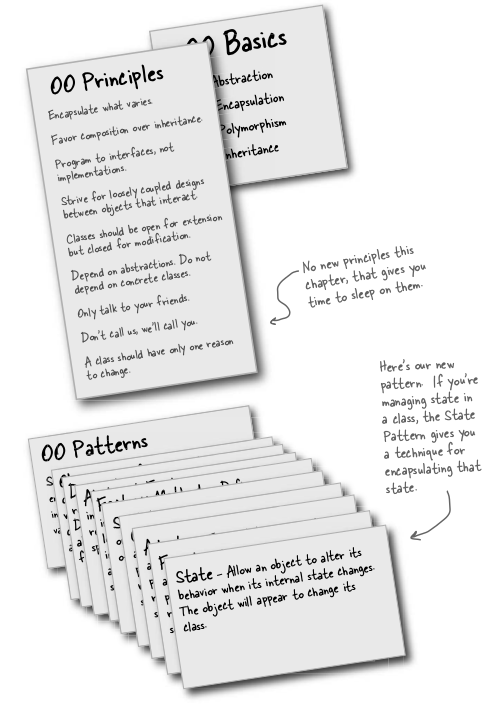 OO Basics
Abstraction
Encapsulation
Polymorphism
Inheritance
OO Principles
Encapsulate what varies.
Favor composition over inheritance.
Program to interfaces, not
implementations.
Strive for loosely coupled designs
between objects that interact.
Classes should be open for extension
but closed for modification.
Depend on abstractions. Do not
depend on concrete classes.
Only talk to your friends.
Don't call us, we'll call you.
A class should have only one reason
to change.
No new principles this
chapter, that gives you
time to sleep on them.
Here's our new
pattern. If you're
managing state in
a class, the State
Pattern gives you
a technique for
encapsulating that
state.
OO Patterns
State - Allow an object to alter its
behavior when its internal state changes.
The object will appear to change its
class.